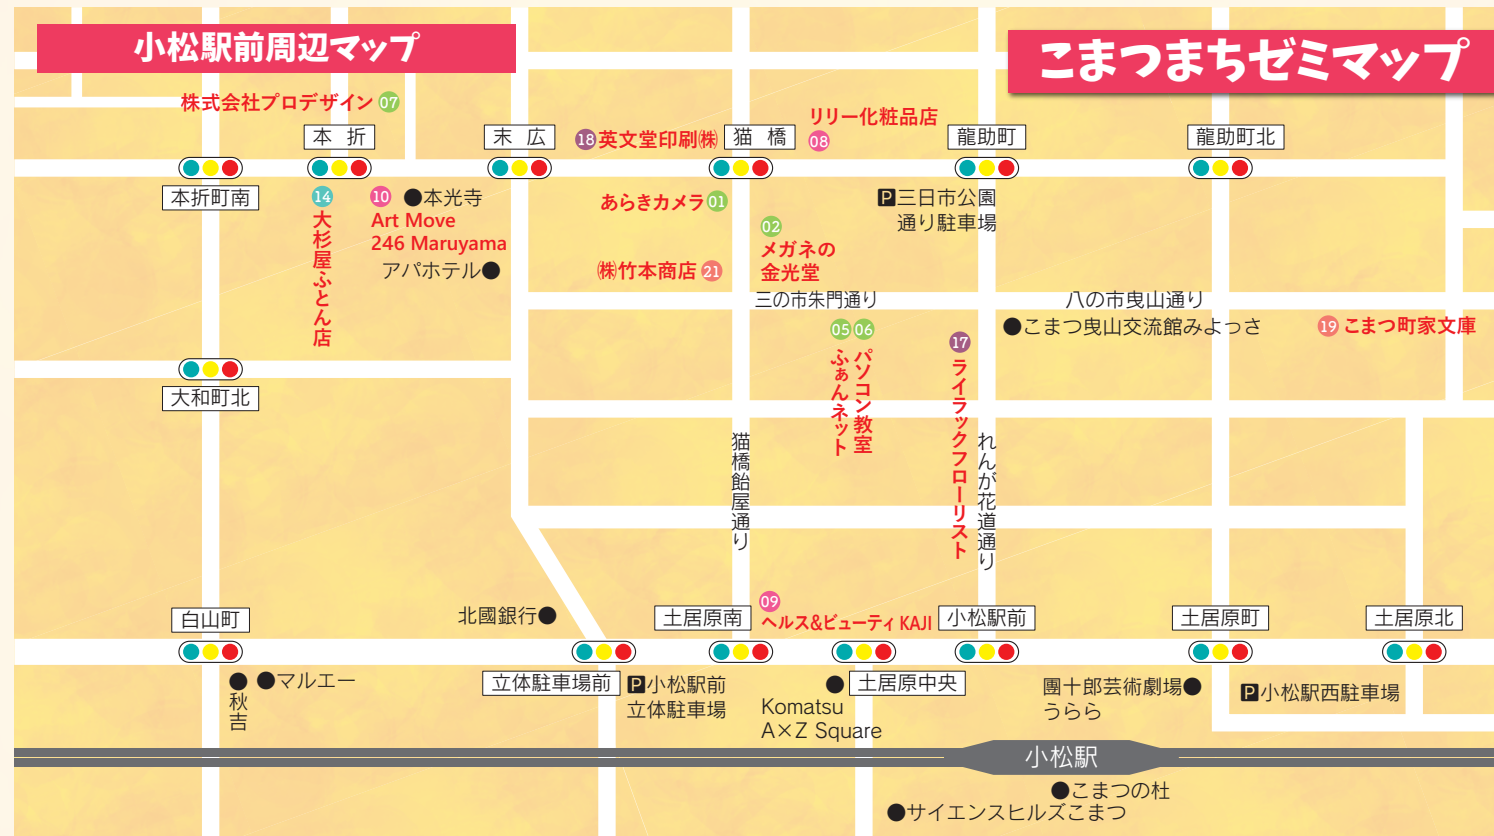 小松駅前周辺マップ
こまつまちゼミマップ
株式会社プロデザイン 07
リリー化粧品店
08
本 折
末 広
18 英文堂印刷㈱
猫 橋
龍助町
龍助町北
本折町南
14
大杉屋ふとん店
10
●本光寺
Art Move
246 Maruyama
アパホテル●
あらきカメラ 01
02
メガネの
金光堂
㈱竹本商店 21
P三日市公園
通り駐車場
三の市朱門通り
八の市曳山通り
●こまつ曳山交流館みよっさ
19 こまつ町家文庫
05 06
パソコン教室
ふぁんネット
17
ライラックフローリスト
大和町北
猫橋飴屋通り
れんが花道通り
白山町
北國銀行●
土居原南
09
ヘルス&ビューティ KAJI
小松駅前
土居原町
土居原北
●
秋吉
●マルエー
立体駐車場前
P小松駅前
立体駐車場
●
土居原中央
Komatsu
A×Z Square
團十郎芸術劇場●
うらら
P小松駅西駐車場
小松駅
●こまつの杜
●サイエンスヒルズこまつ